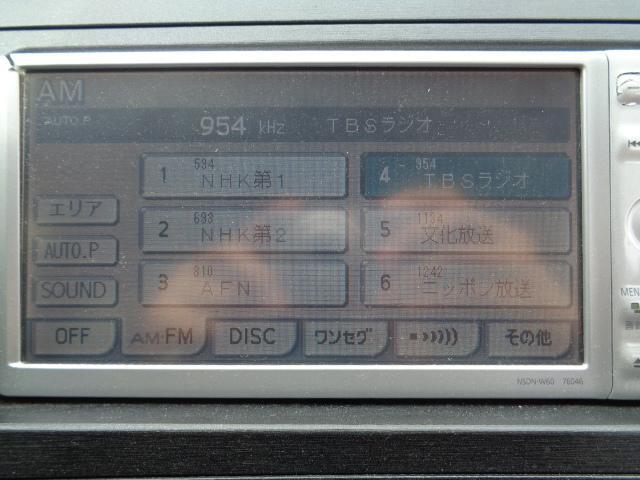 AM
AUTO.P 954 kHz TBSラジオ
1 594 NHK第1
4 954 TBSラジオ
エリア
2 693 NHK第2
5 1134 文化放送
AUTO.P
3 810 AFN
6 1242 ニッポン放送
SOUND
OFF AM·FM DISC ワンセグ その他
NSDN-W60 76046
MEN